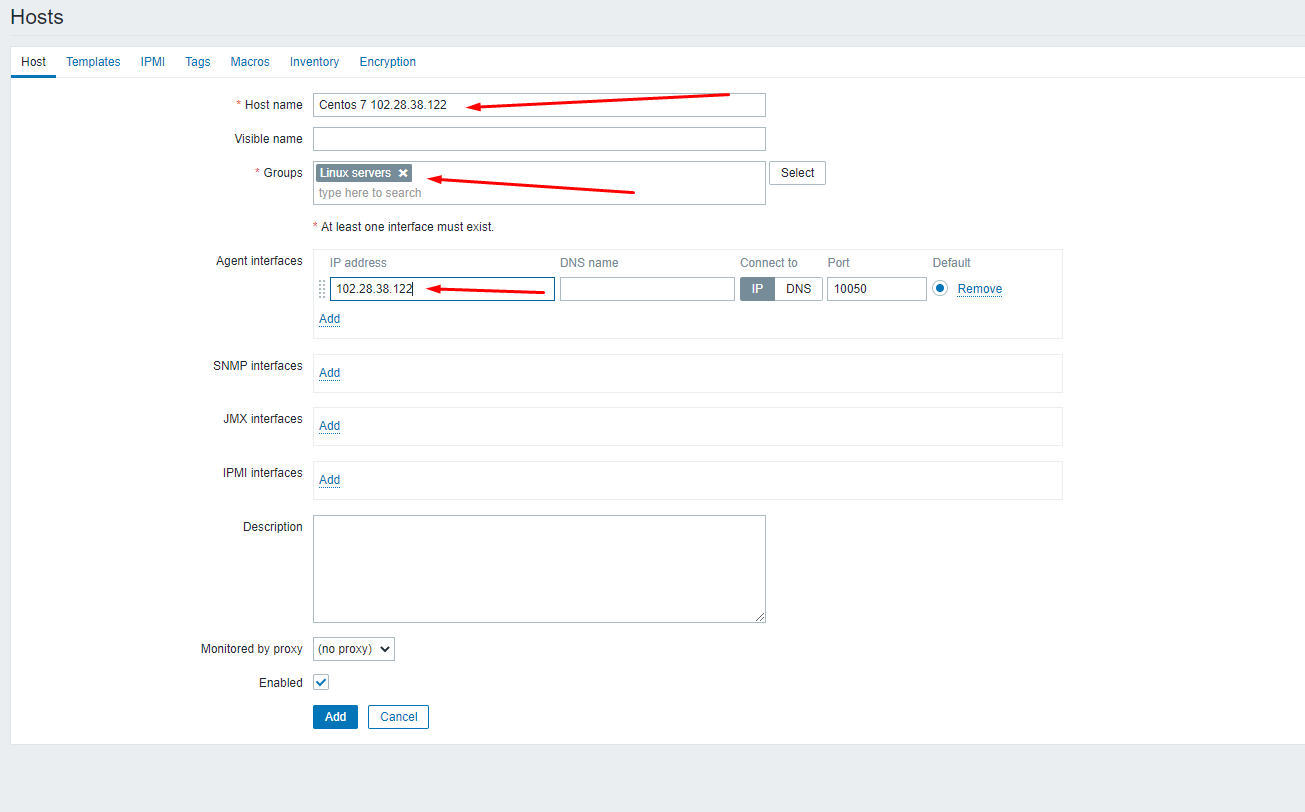 Hosts
Host Templates IPMI Tags Macros Inventory Encryption
* Host name Centos 7 102.28.38.122
Visible name
* Groups Linux servers Select
type here to search
* At least one interface must exist.
Agent interfaces IP address DNS name Connect to Port Default
102.28.38.122 IP DNS 10050 Remove
Add
SNMP interfaces Add
JMX interfaces Add
IPMI interfaces Add
Description
Monitored by proxy (no proxy)
Enabled
Add Cancel